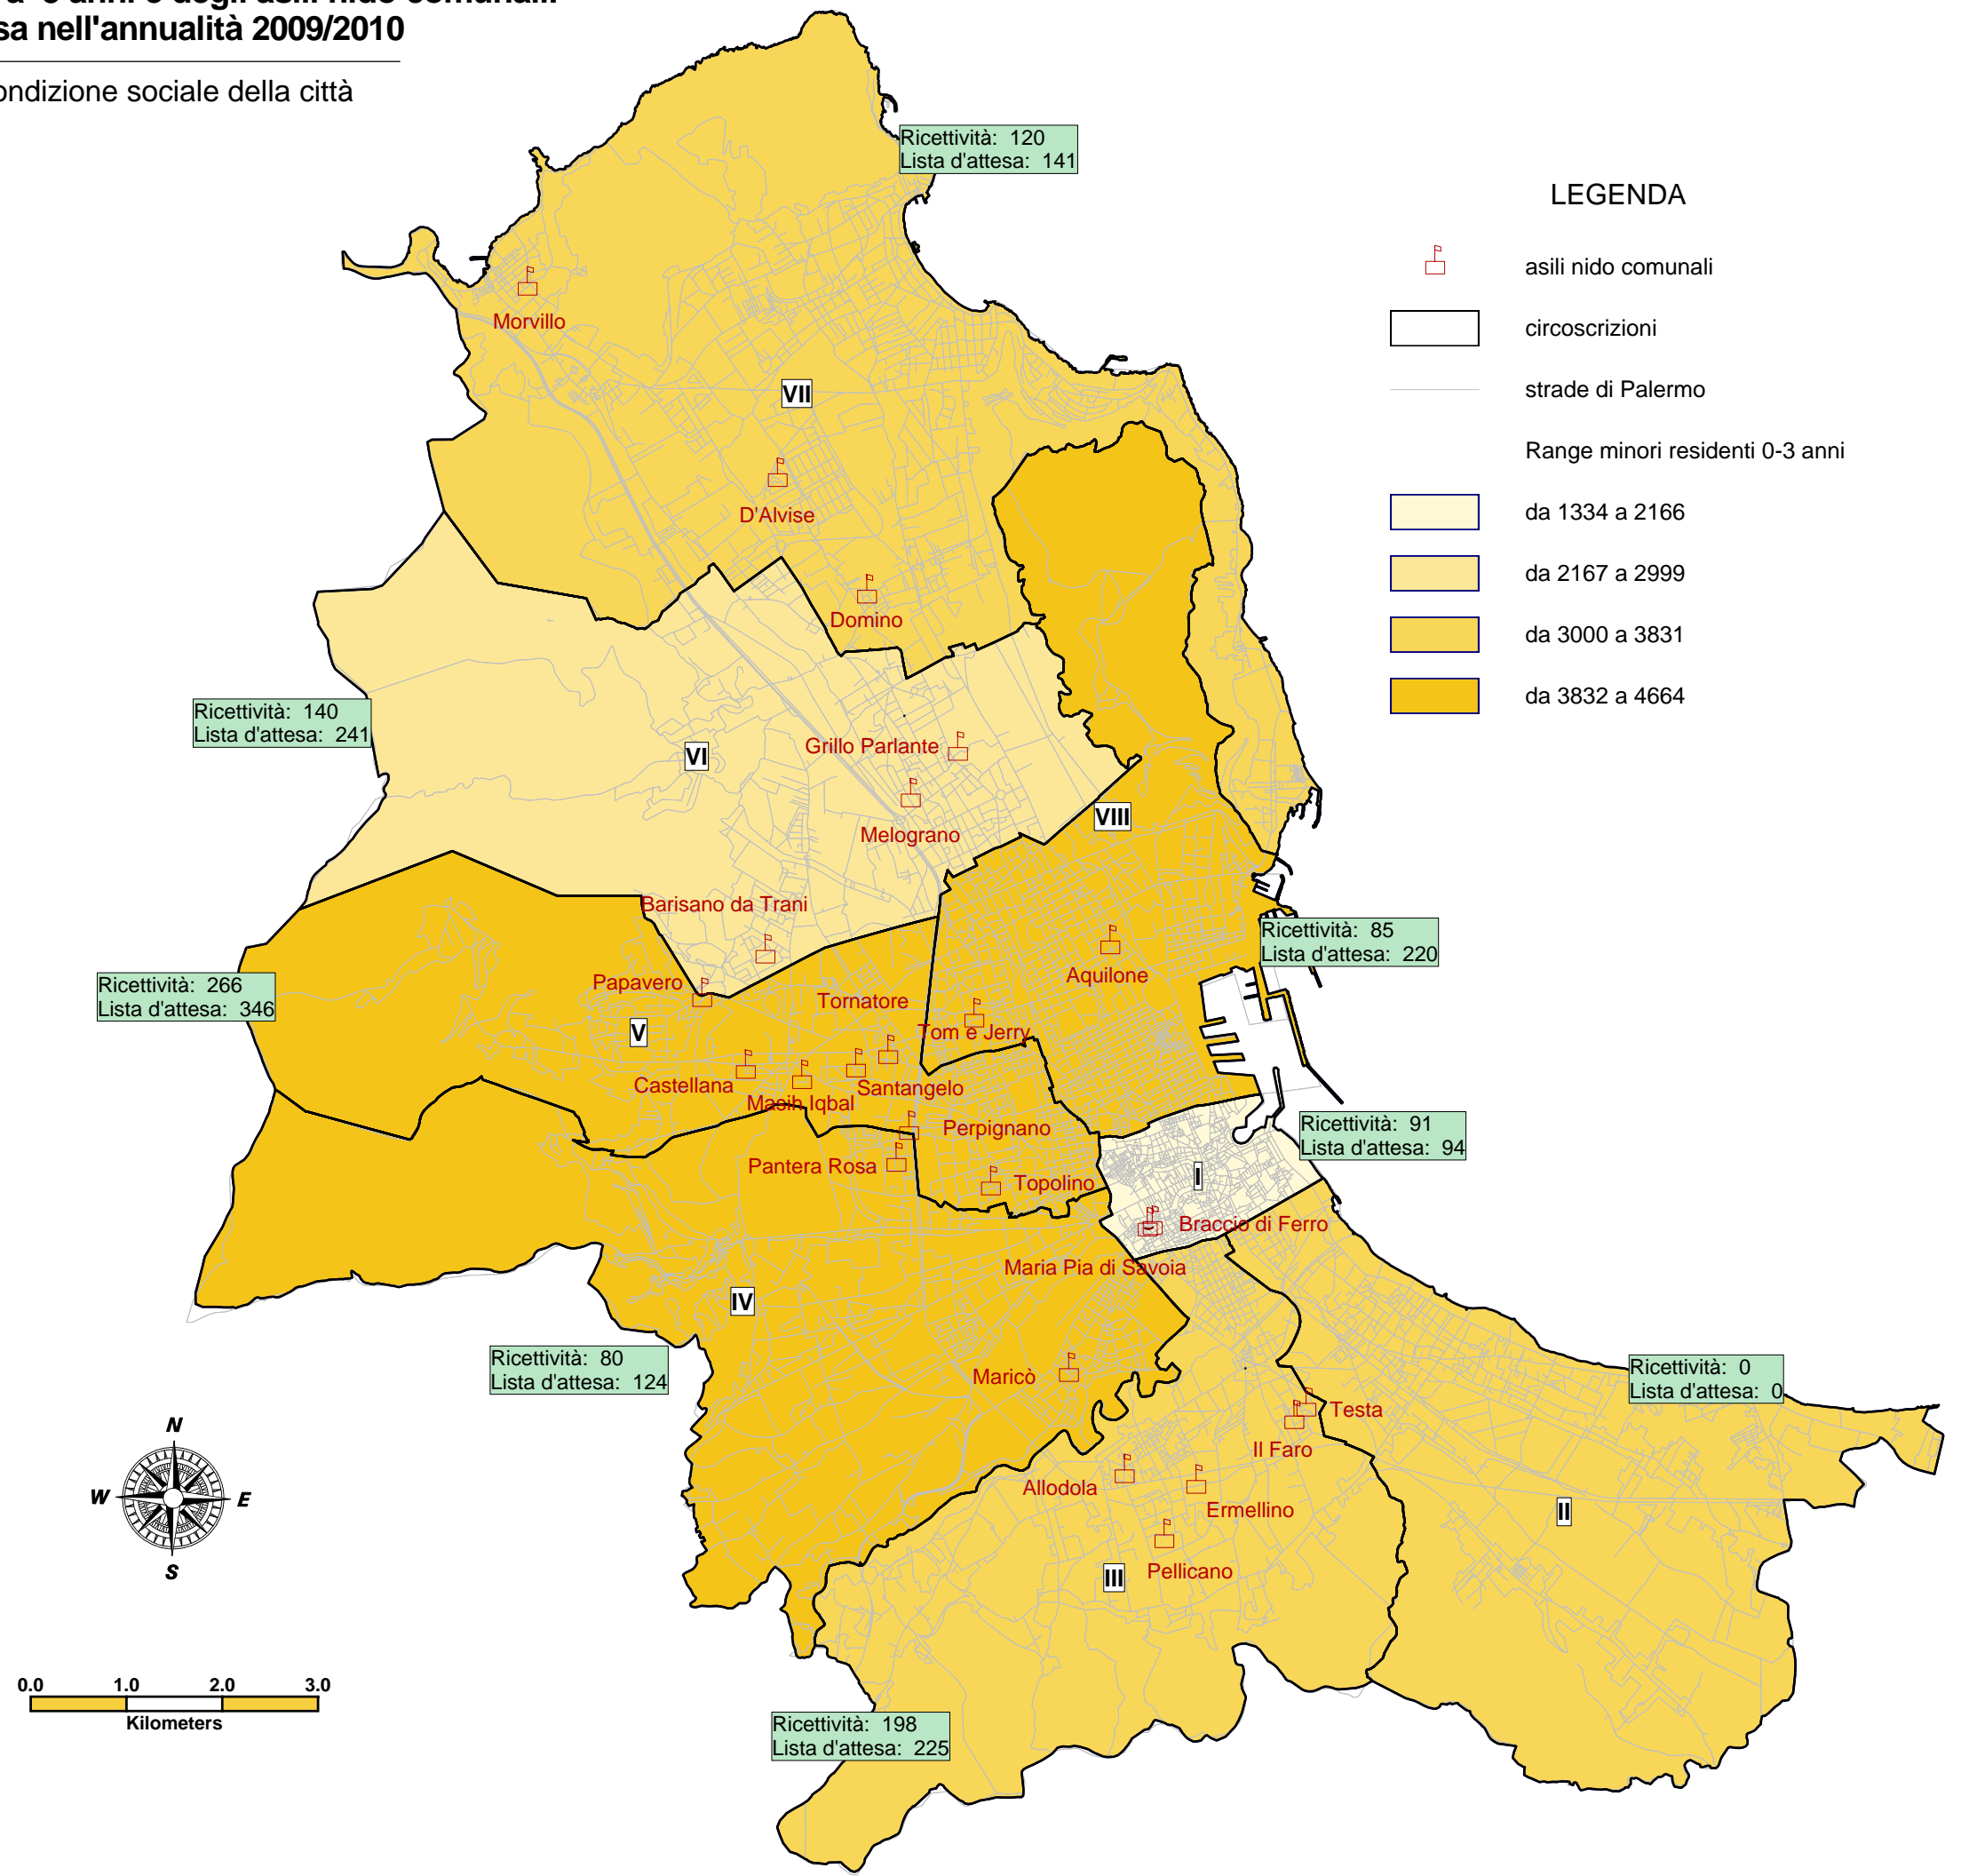 sa nell'annualità 2009/2010
ondizione sociale della città
Ricettività: 120
Lista d'attesa: 141
LEGENDA
asili nido comunali
circoscrizioni
strade di Palermo
Range minori residenti 0-3 anni
da 1334 a 2166
da 2167 a 2999
da 3000 a 3831
da 3832 a 4664
Morvillo
VII
D'Alvise
Domino
Ricettività: 140
Lista d'attesa: 241
VI
Grillo Parlante
Melograno
VIII
Barisano da Trani
Ricettività: 85
Lista d'attesa: 220
Aquilone
Ricettività: 266
Lista d'attesa: 346
Papavero
Tornatore
V
Tom e Jerry
Castellana
Masih Iqbal
Santangelo
Perpignano
Ricettività: 91
Lista d'attesa: 94
Pantera Rosa
Topolino
I
Braccio di Ferro
Maria Pia di Savoia
IV
Ricettività: 80
Lista d'attesa: 124
Maricò
Ricettività: 0
Lista d'attesa: 0
Testa
Il Faro
Allodola
Ermellino
II
Pellicano
III
N
W
E
S
0.0 1.0 2.0 3.0
Kilometers
Ricettività: 198
Lista d'attesa: 225